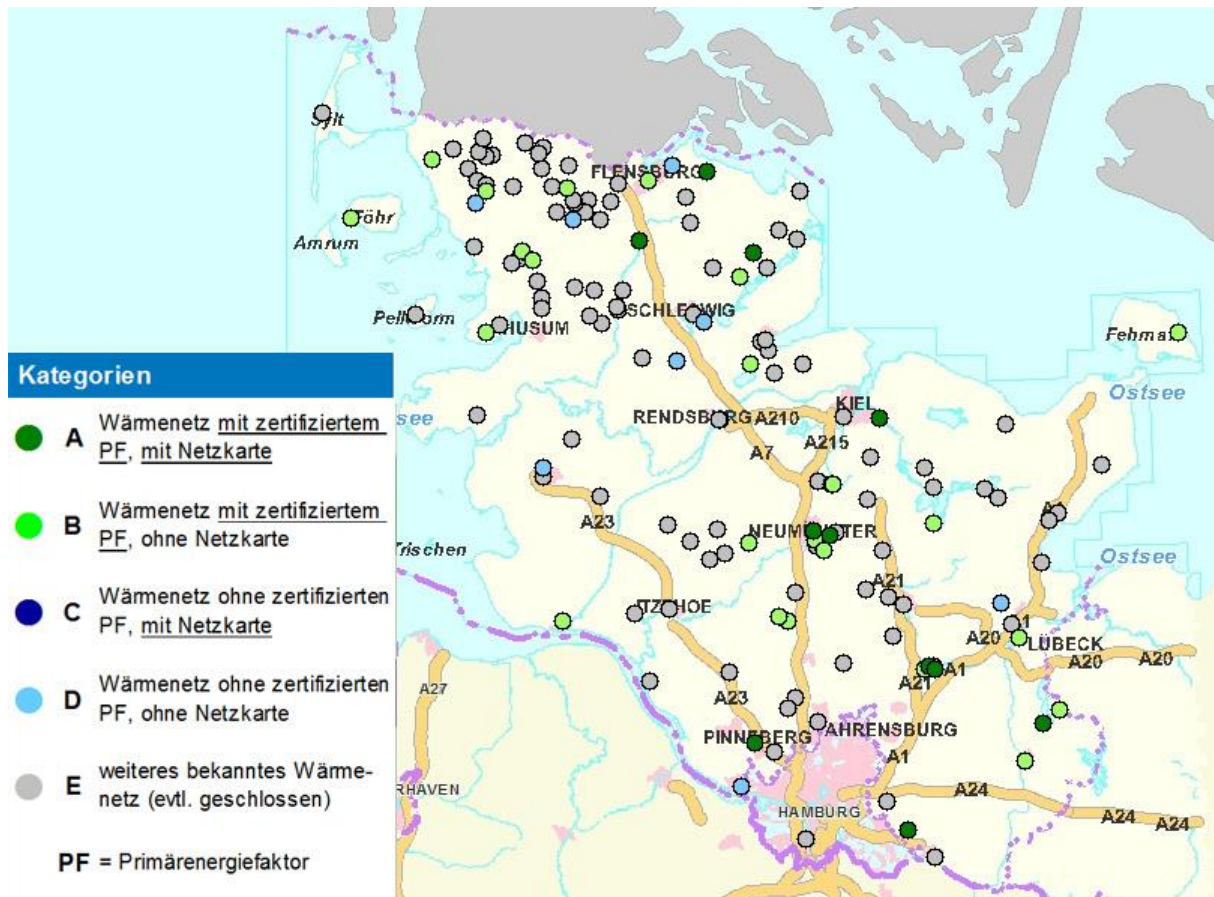 Sylt
FLENSBURG
Föhr
Amrum
Pellworm
HUSUM
SCHLESWIG
Fehmarn
Ostsee
Kategorien
A Wärmenetz mit zertifiziertem
PF, mit Netzkarte
B Wärmenetz mit zertifiziertem
PF, ohne Netzkarte
C Wärmenetz ohne zertifizierten
PF, mit Netzkarte
D Wärmenetz ohne zertifizierten
PF, ohne Netzkarte
E weiteres bekanntes Wärme-
netz (evtl. geschlossen)
PF = Primärenergiefaktor
see
RENDSBURG
A210
KIEL
A215
A7
A23
NEUMÜNSTER
Trischen
Ostsee
A21
ITZEHOE
A20
LÜBECK
A20
A20
A1
A21
A27
A23
PINNEBERG
AHRENSBURG
A1
RHAVEN
A24
A24
A24
HAMBURG